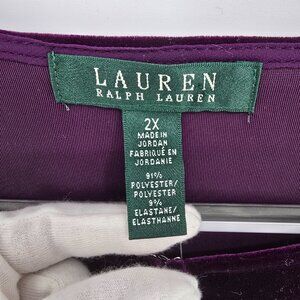 LAUREN
RALPH LAUREN
2X
MADE IN
JORDAN
FABRIQUÉ EN
JORDANIE
91%
POLYESTER/
POLYESTER
9%
ELASTANE/
ELASTHANNE